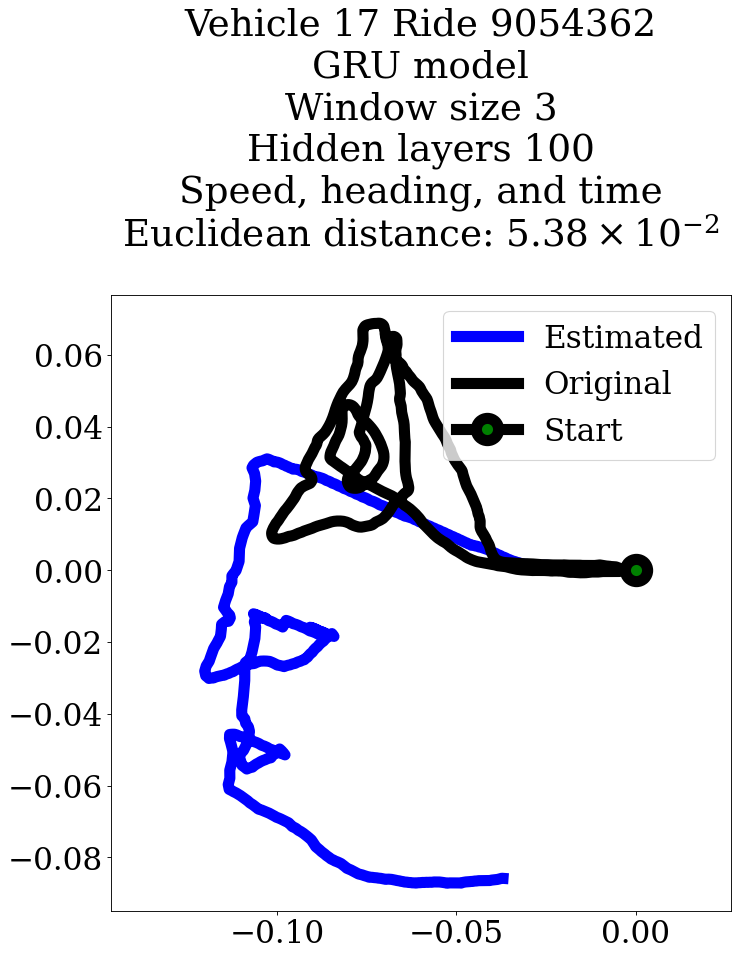 Vehicle 17 Ride 9054362
GRU model
Window size 3
Hidden layers 100
Speed, heading, and time
Euclidean distance: 5.38 × 10⁻²
Estimated
Original
Start
0.06
0.04
0.02
0.00
−0.02
−0.04
−0.06
−0.08
−0.10 −0.05 0.00